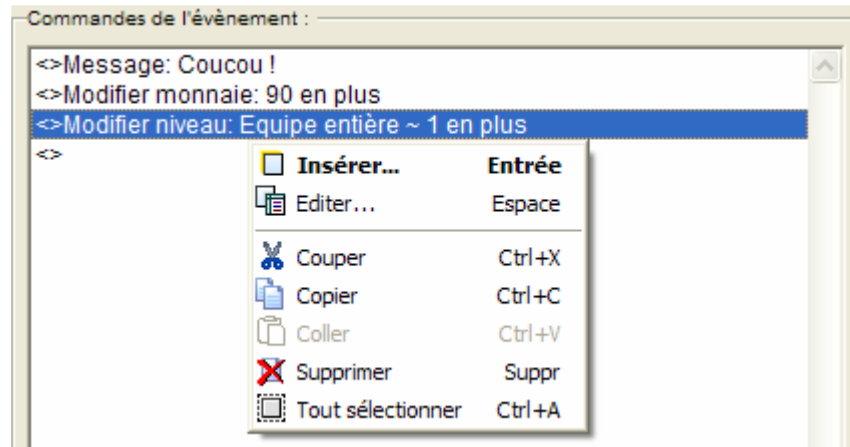 Commandes de l'évènement :
<>Message: Coucou !
<>Modifier monnaie: 90 en plus
<>Modifier niveau: Equipe entière ~ 1 en plus
<>
Insérer... Entrée
Editer... Espace
Couper Ctrl+X
Copier Ctrl+C
Coller Ctrl+V
Supprimer Suppr
Tout sélectionner Ctrl+A